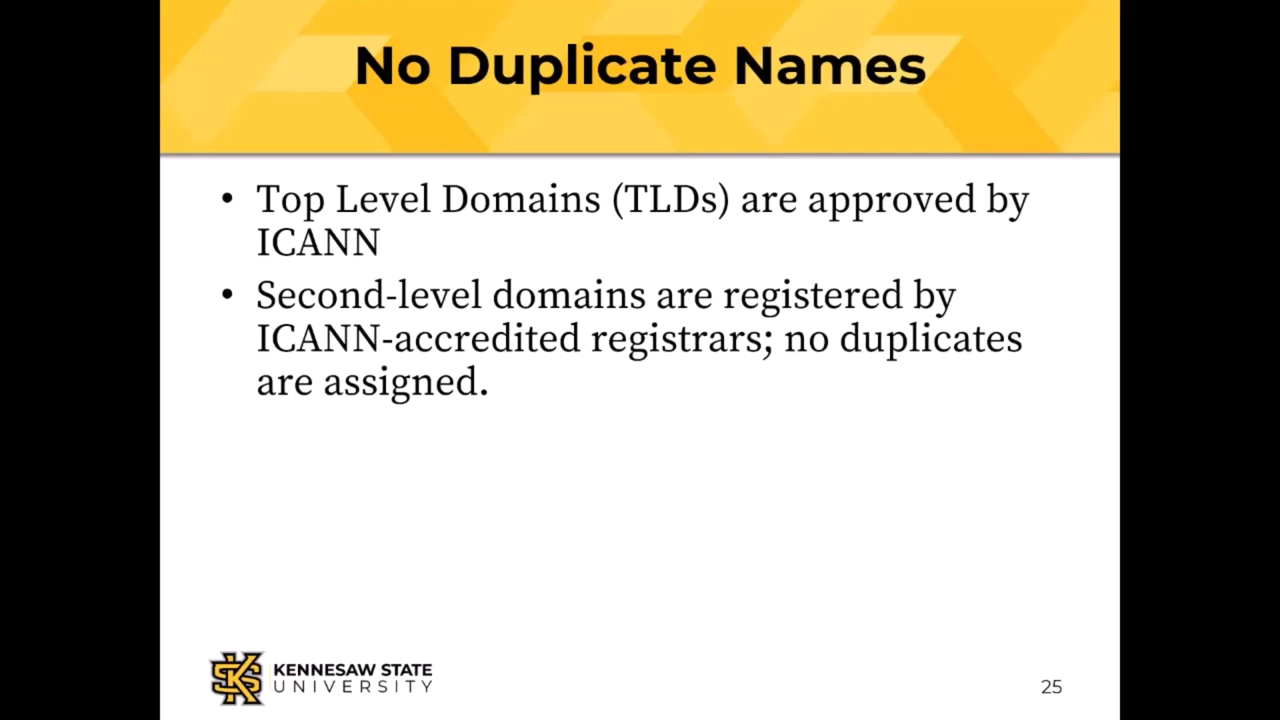 No Duplicate Names
• Top Level Domains (TLDs) are approved by
ICANN
• Second-level domains are registered by
ICANN-accredited registrars; no duplicates
are assigned.
KENNESAW STATE
UNIVERSITY
25